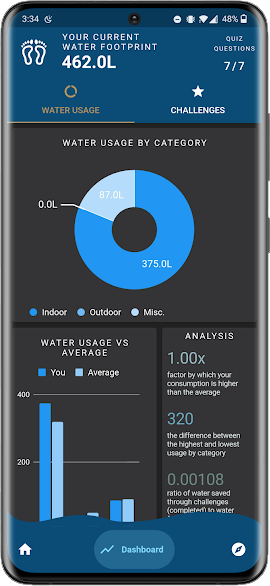 3:34
48%
YOUR CURRENT
WATER FOOTPRINT
462.0L
QUIZ
QUESTIONS
7/7
WATER USAGE
CHALLENGES
WATER USAGE BY CATEGORY
0.0L
87.0L
375.0L
Indoor
Outdoor
Misc.
WATER USAGE VS
AVERAGE
You
Average
400
200
ANALYSIS
1.00x
factor by which your
consumption is higher
than the average
320
the difference between
the highest and lowest
usage by category
0.00108
ratio of water saved
through challenges
(completed) to water
Dashboard